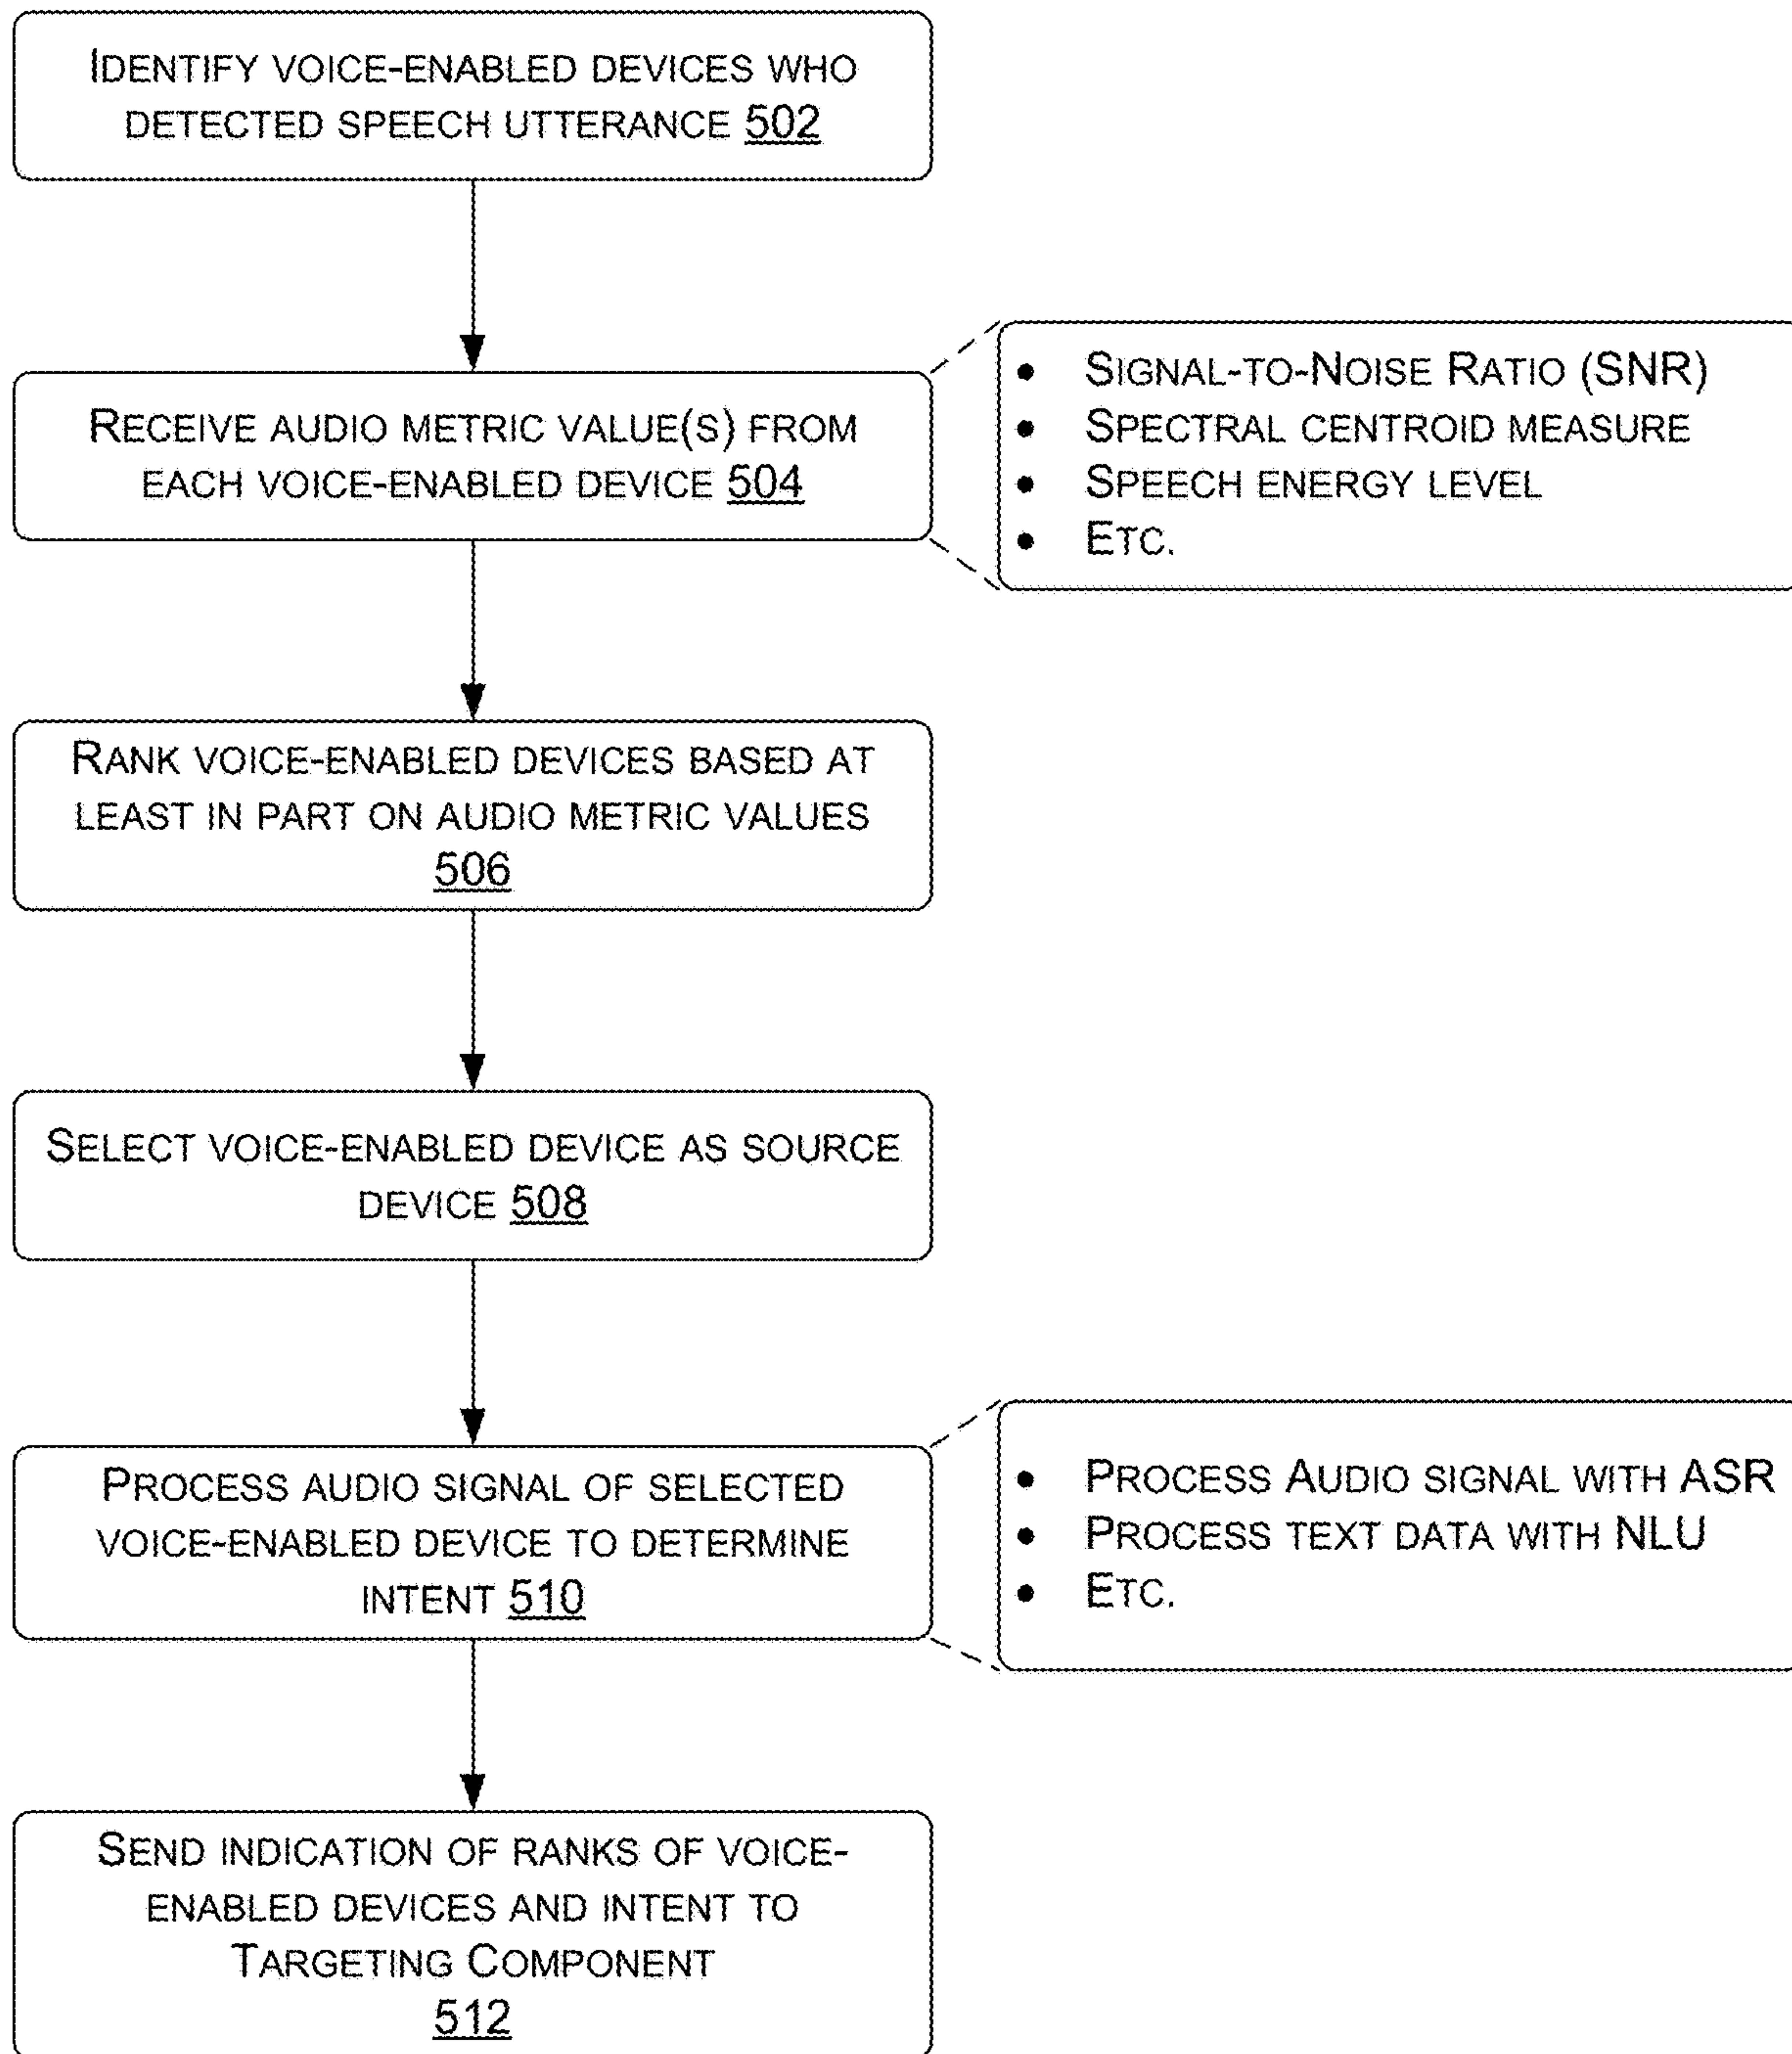 IDENTIFY VOICE-ENABLED DEVICES WHO
DETECTED SPEECH UTTERANCE 502
RECEIVE AUDIO METRIC VALUE(S) FROM
EACH VOICE-ENABLED DEVICE 504
• SIGNAL-TO-NOISE RATIO (SNR)
• SPECTRAL CENTROID MEASURE
• SPEECH ENERGY LEVEL
• ETC.
RANK VOICE-ENABLED DEVICES BASED AT
LEAST IN PART ON AUDIO METRIC VALUES
506
SELECT VOICE-ENABLED DEVICE AS SOURCE
DEVICE 508
PROCESS AUDIO SIGNAL OF SELECTED
VOICE-ENABLED DEVICE TO DETERMINE
INTENT 510
• PROCESS AUDIO SIGNAL WITH ASR
• PROCESS TEXT DATA WITH NLU
• ETC.
SEND INDICATION OF RANKS OF VOICE-
ENABLED DEVICES AND INTENT TO
TARGETING COMPONENT
512